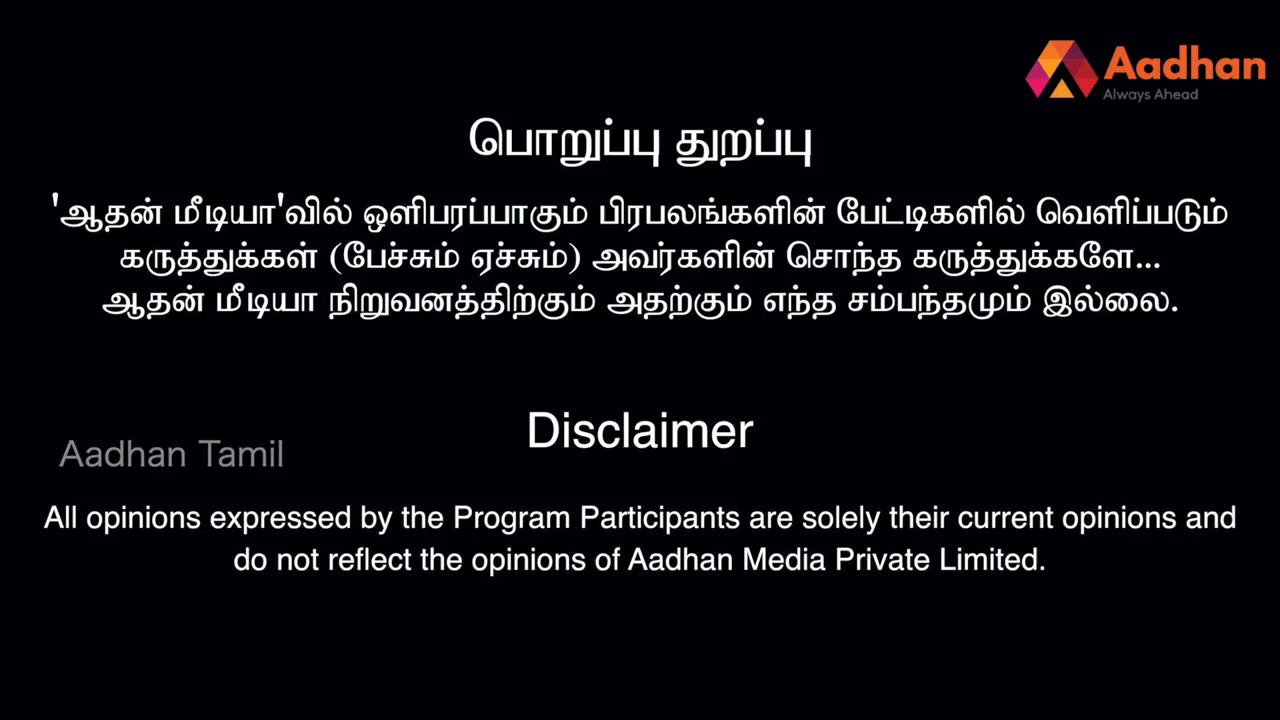 Aadhan
Always Ahead
பொறுப்பு துறப்பு
'ஆதன் மீடியா'வில் ஒளிபரப்பாகும் பிரபலங்களின் பேட்டிகளில் வெளிப்படும்
கருத்துக்கள் (பேச்சும் ஏச்சும்) அவர்களின் சொந்த கருத்துக்களே...
ஆதன் மீடியா நிறுவனத்திற்கும் அதற்கும் எந்த சம்பந்தமும் இல்லை.
Disclaimer
Aadhan Tamil
All opinions expressed by the Program Participants are solely their current opinions and
do not reflect the opinions of Aadhan Media Private Limited.